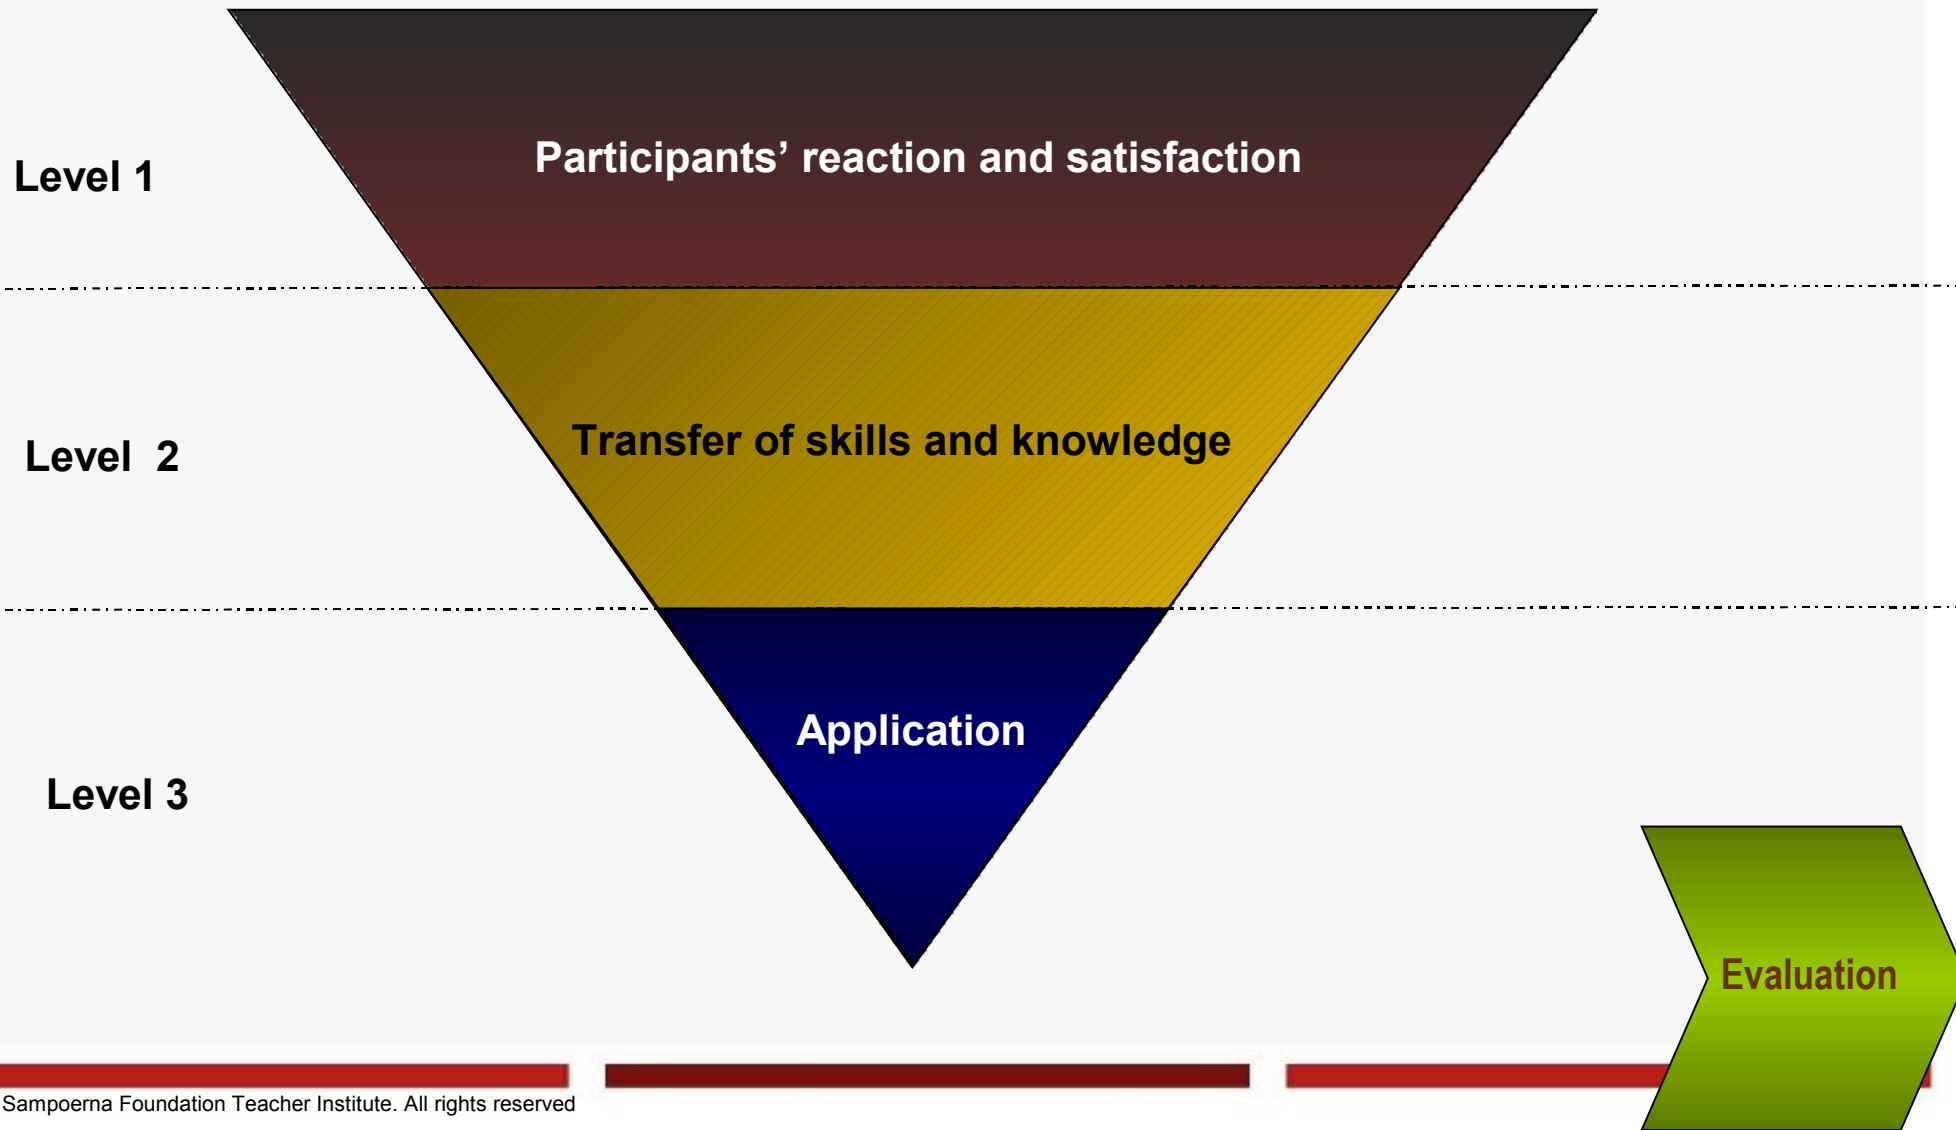 Participants’ reaction and satisfaction
Level 1
Transfer of skills and knowledge
Level  2
Application
Level 3
Evaluation
Sampoerna Foundation Teacher Institute. All rights reserved